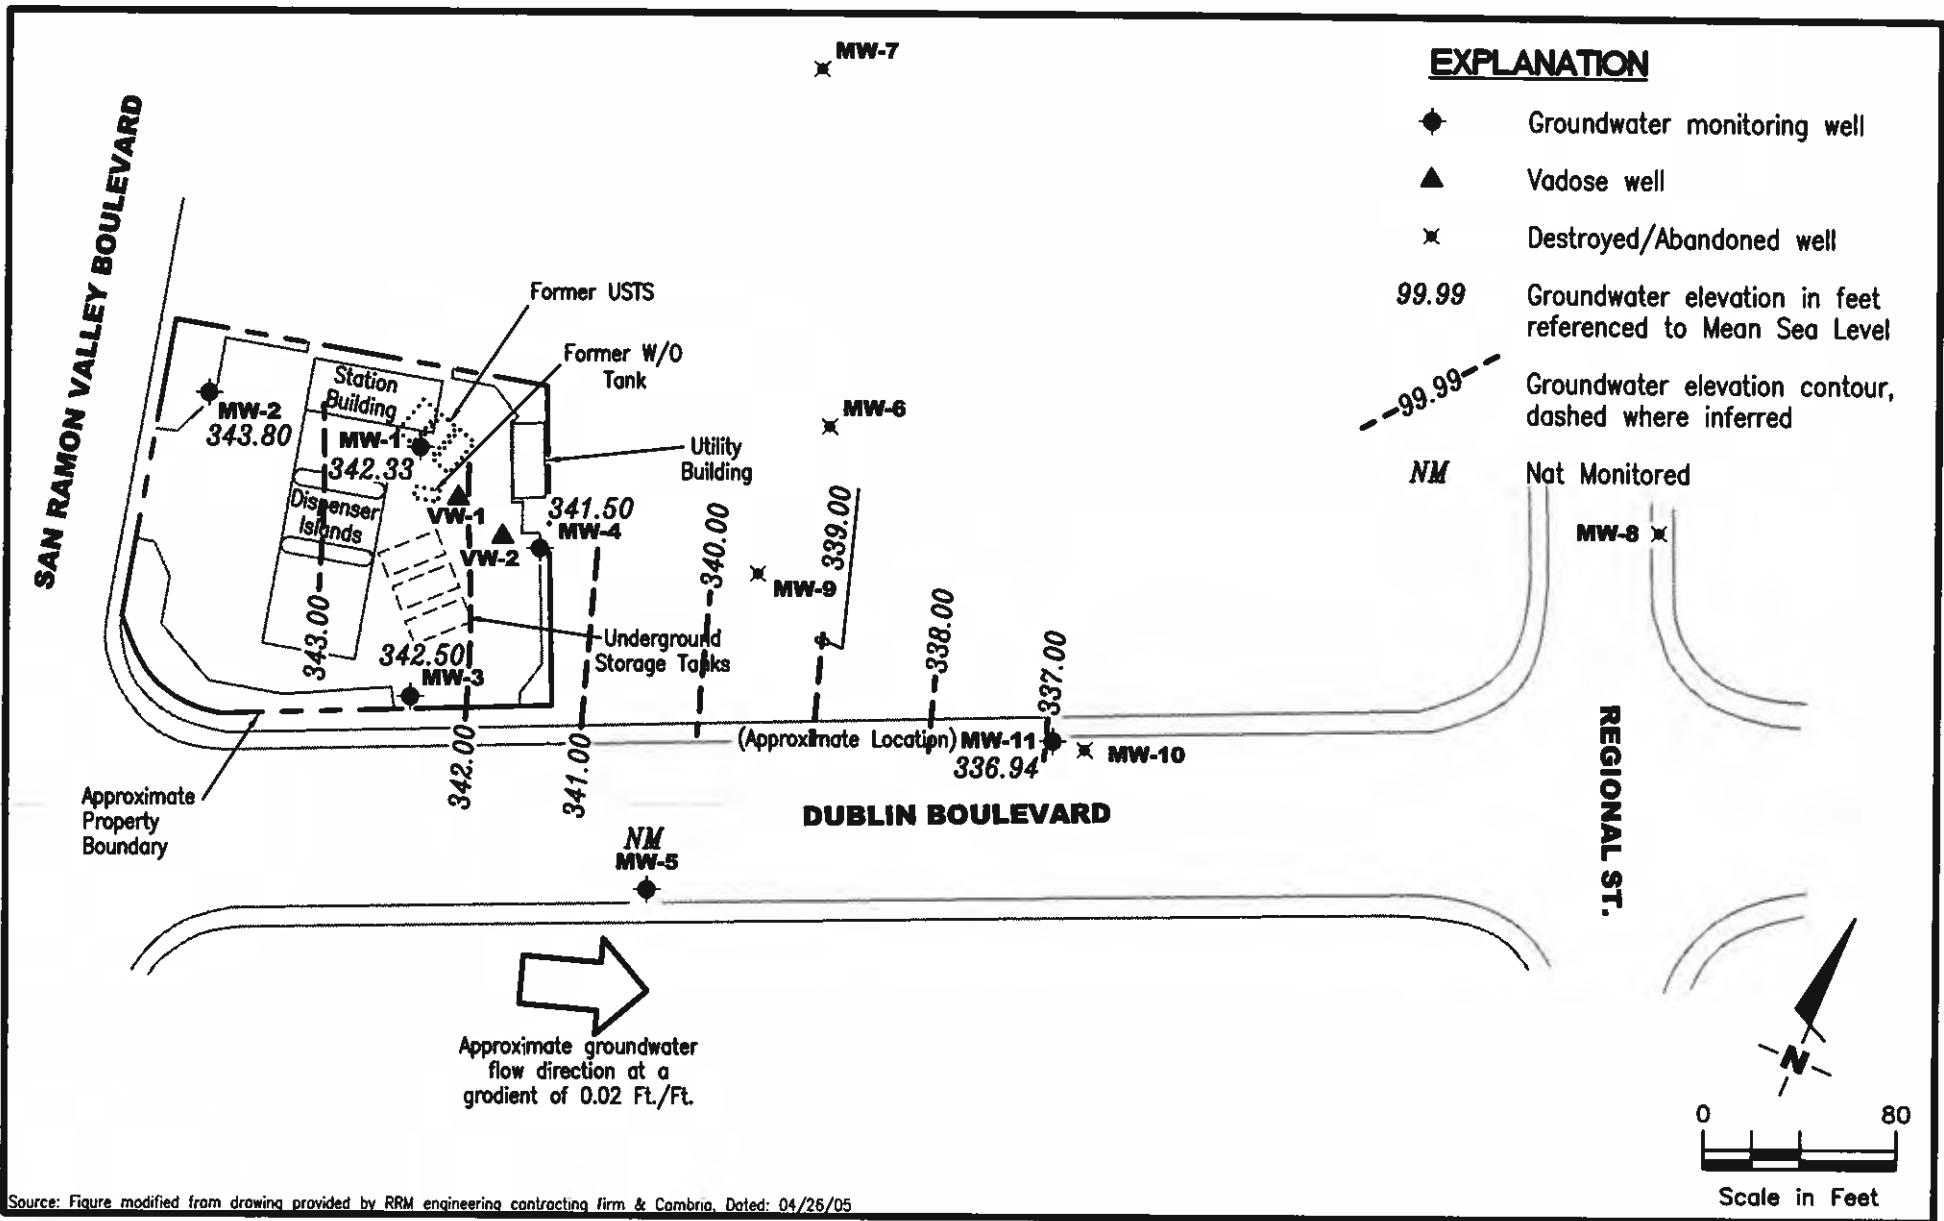 MW-7
EXPLANATION
Groundwater monitoring well
Vadose well
Destroyed/Abandoned well
99.99
Groundwater elevation in feet
referenced to Mean Sea Level
99.99
Groundwater elevation contour,
dashed where inferred
NM
Nat Monitored
SAN RAMON VALLEY BOULEVARD
Former USTS
Former W/O
Tank
Station
Building
MW-2
343.80
MW-1
342.33
MW-6
Utility
Building
Dispenser
Islands
VW-1
VW-2
341.50
MW-4
340.00
339.00
MW-9
MW-8
343.00
342.50
MW-3
Underground
Storage Tanks
338.00
337.00
342.00
341.00
(Approximate Location)
MW-11
336.94
MW-10
REGIONAL ST.
Approximate
Property
Boundary
DUBLIN BOULEVARD
NM
MW-5
Approximate groundwater
flow direction at a
grodient of 0.02 Ft./Ft.
N
0 80
Scale in Feet
Source: Figure modified from drawing provided by RRM engineering contracting firm & Cambria, Dated: 04/26/05